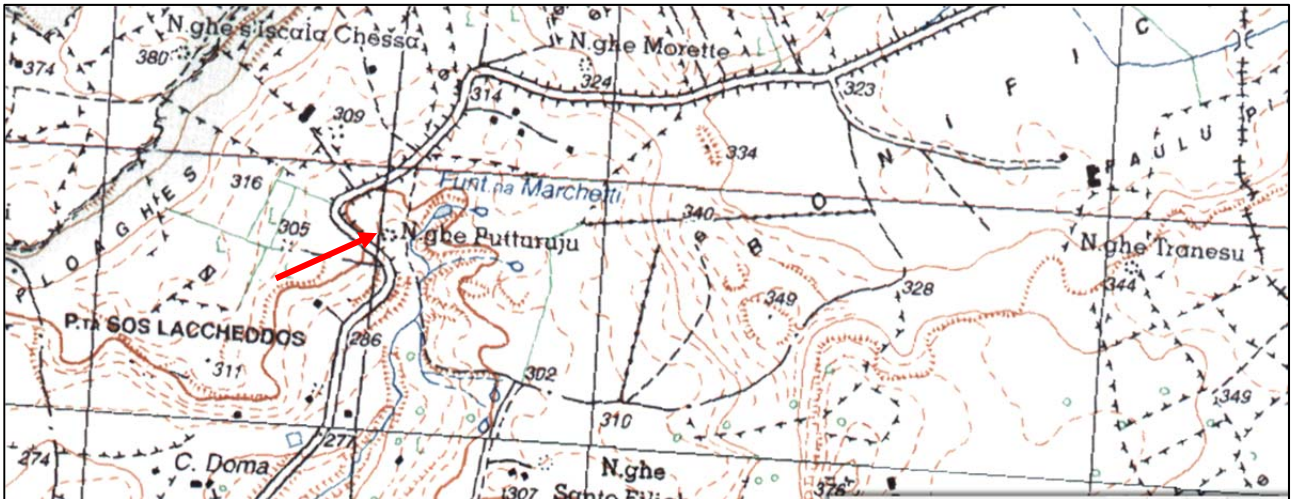 N.ghe s'Iscala Chessa
N.ghe Morette
380
374
324
314
323
309
334
PAULU
PLOAGHES
316
Funt.na Marchetti
340
305
N.ghe Putturuju
B O N I F I C
N.ghe Tranesu
344
328
349
P.TA SOS LACCHEDDOS
286
311
302
349
310
277
274
C. Doma
N.ghe
307